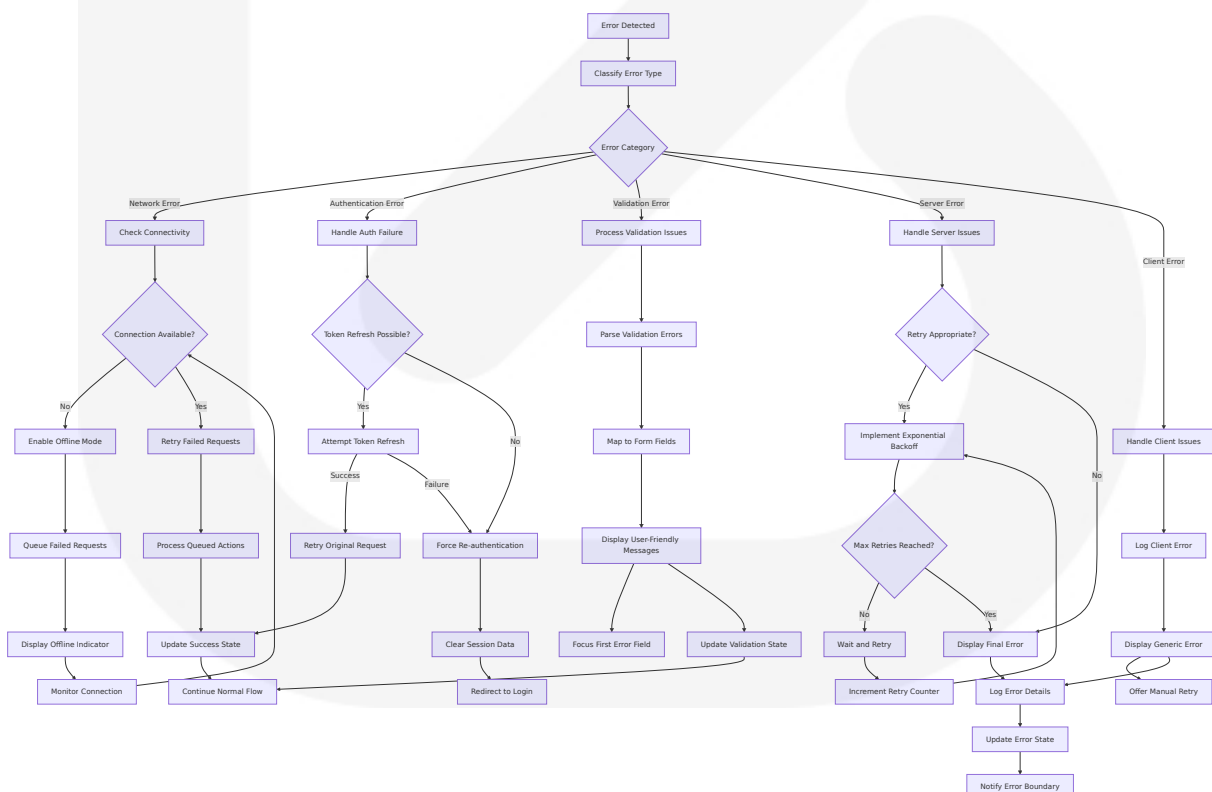 Error Detected
Classify Error Type
Error Category
Network Error
Authentication Error
Validation Error
Server Error
Check Connectivity
Handle Auth Failure
Process Validation Issues
Handle Server Issues
Client Error
Connection Available?
Token Refresh Possible?
Parse Validation Errors
Retry Appropriate?
No
Yes
Yes
Yes
Enable Offline Mode
Retry Failed Requests
Attempt Token Refresh
No
Map to Form Fields
Implement Exponential
Backoff
Handle Client Issues
Success
Failure
No
Queue Failed Requests
Process Queued Actions
Retry Original Request
Force Re-authentication
Display User-Friendly
Messages
Max Retries Reached?
Log Client Error
No
Yes
Display Offline Indicator
Update Success State
Clear Session Data
Focus First Error Field
Update Validation State
Wait and Retry
Display Final Error
Display Generic Error
Monitor Connection
Continue Normal Flow
Redirect to Login
Increment Retry Counter
Log Error Details
Offer Manual Retry
Update Error State
Notify Error Boundary